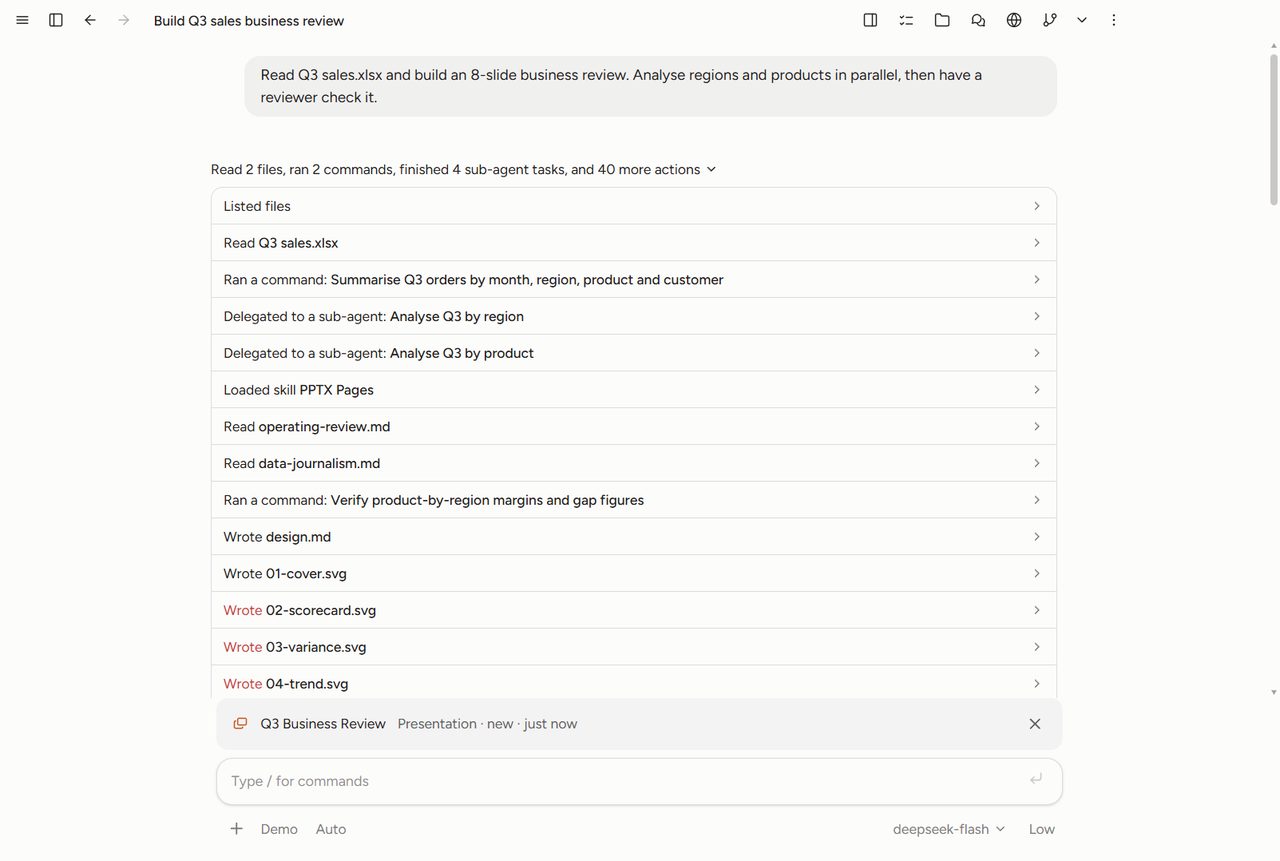 Build Q3 sales business review
Read Q3 sales.xlsx and build an 8-slide business review. Analyse regions and products in parallel, then have a
reviewer check it.
Read 2 files, ran 2 commands, finished 4 sub-agent tasks, and 40 more actions
Listed files
Read Q3 sales.xlsx
Ran a command: Summarise Q3 orders by month, region, product and customer
Delegated to a sub-agent: Analyse Q3 by region
Delegated to a sub-agent: Analyse Q3 by product
Loaded skill PPTX Pages
Read operating-review.md
Read data-journalism.md
Ran a command: Verify product-by-region margins and gap figures
Wrote design.md
Wrote 01-cover.svg
Wrote 02-scorecard.svg
Wrote 03-variance.svg
Wrote 04-trend.svg
Q3 Business Review Presentation · new · just now
Type / for commands
Demo Auto deepseek-flash Low